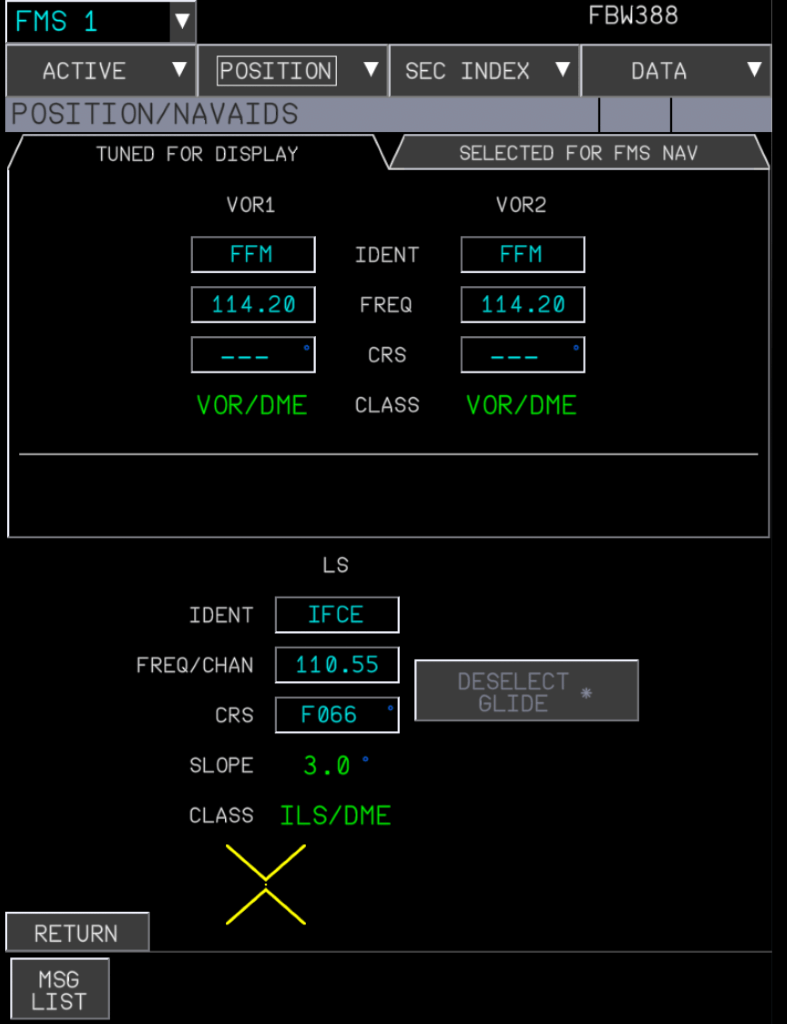 FMS 1
FBW388
ACTIVE POSITION SEC INDEX DATA
POSITION/NAVAIDS
TUNED FOR DISPLAY SELECTED FOR FMS NAV
VOR1 VOR2
FFM IDENT FFM
114.20 FREQ 114.20
---° CRS ---°
VOR/DME CLASS VOR/DME
LS
IDENT IFCE
FREQ/CHAN 110.55
DESELECT
GLIDE *
CRS F066°
SLOPE 3.0°
CLASS ILS/DME
RETURN
MSG
LIST